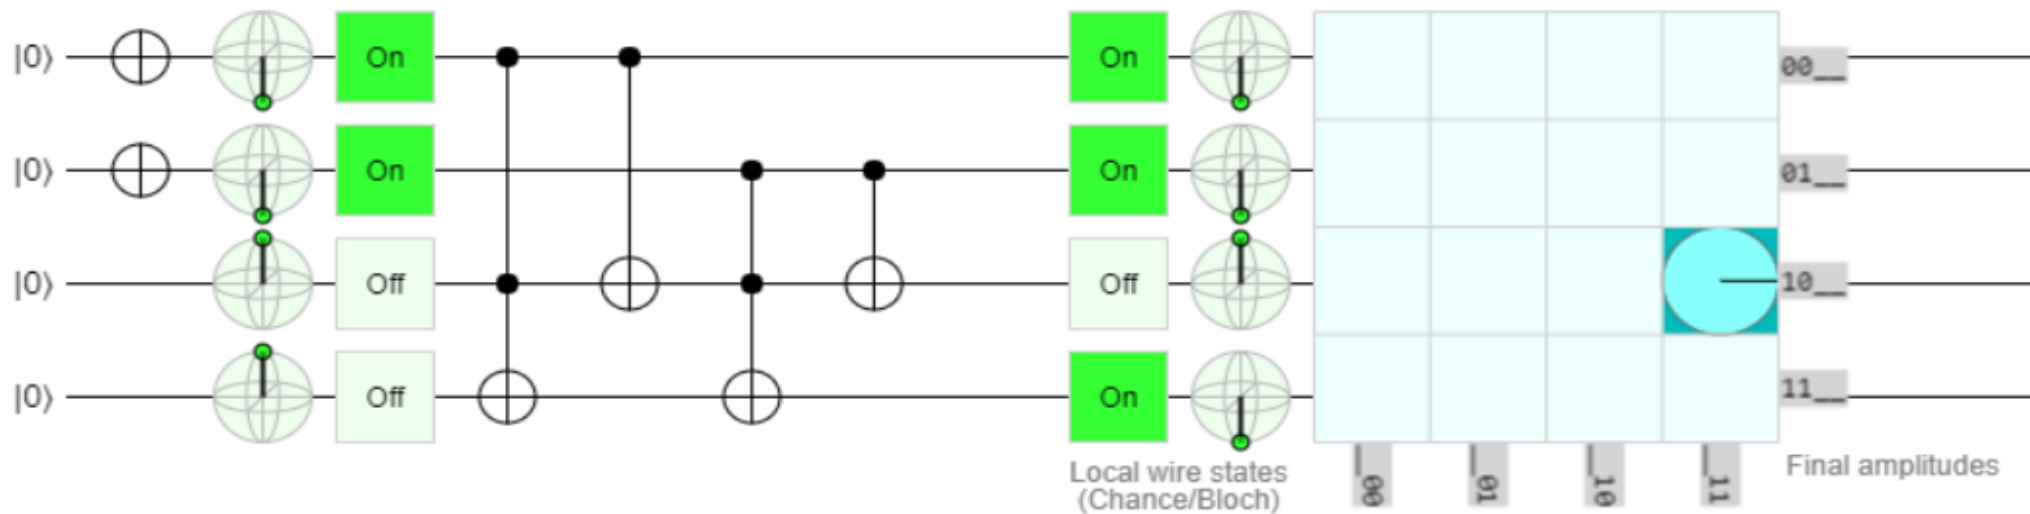 |0⟩ On On 00__
|0⟩ On On 01__
|0⟩ Off Off 10__
|0⟩ Off On 11__
Local wire states
(Chance/Bloch)
__00 __01 __10 __11
Final amplitudes